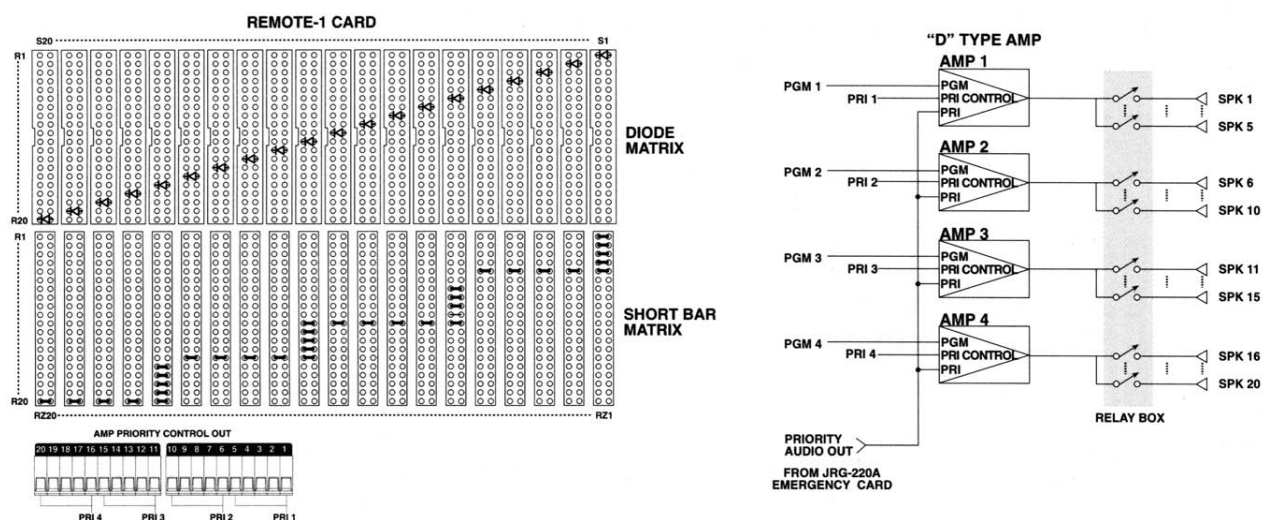 REMOTE-1 CARD
S20 S1
R1
DIODE
MATRIX
R20
R1
SHORT BAR
MATRIX
R20
RZ20 RZ1
AMP PRIORITY CONTROL OUT
20 19 18 17 16 15 14 13 12 11 10 9 8 7 6 5 4 3 2 1
PRI 4 PRI 3 PRI 2 PRI 1
"D" TYPE AMP
AMP 1
PGM 1 PGM
PRI 1 PRI CONTROL SPK 1
PRI SPK 5
AMP 2
PGM 2 PGM
PRI 2 PRI CONTROL SPK 6
PRI SPK 10
AMP 3
PGM 3 PGM
PRI 3 PRI CONTROL SPK 11
PRI SPK 15
AMP 4
PGM 4 PGM
PRI 4 PRI CONTROL SPK 16
PRI SPK 20
RELAY BOX
PRIORITY
AUDIO OUT
FROM JRG-220A
EMERGENCY CARD